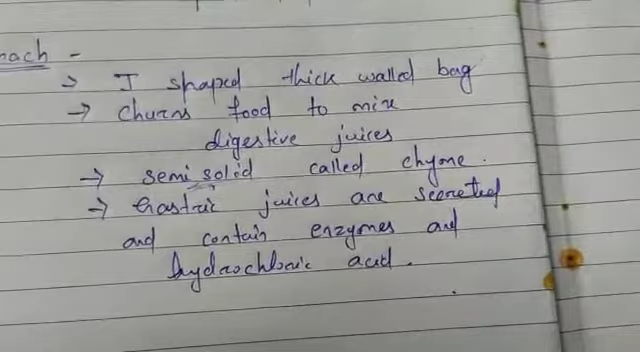 mach -
→ J shaped thick walled bag
→ Churns food to mix
digestive juices
→ semi solid called chyme.
→ Gastric juices are secreted
and contain enzymes and
hydrochloric acid.